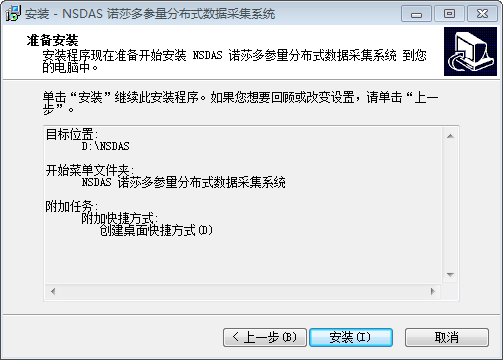 安装 - NSDAS 诺莎多参量分布式数据采集系统
准备安装
安装程序现在准备开始安装 NSDAS 诺莎多参量分布式数据采集系统 到您
的电脑中。
单击“安装”继续此安装程序。如果您想要回顾或改变设置，请单击“上一
步”。
目标位置:
D:\NSDAS
开始菜单文件夹:
NSDAS 诺莎多参量分布式数据采集系统
附加任务:
附加快捷方式:
创建桌面快捷方式(D)
< 上一步(B)
安装(I)
取消